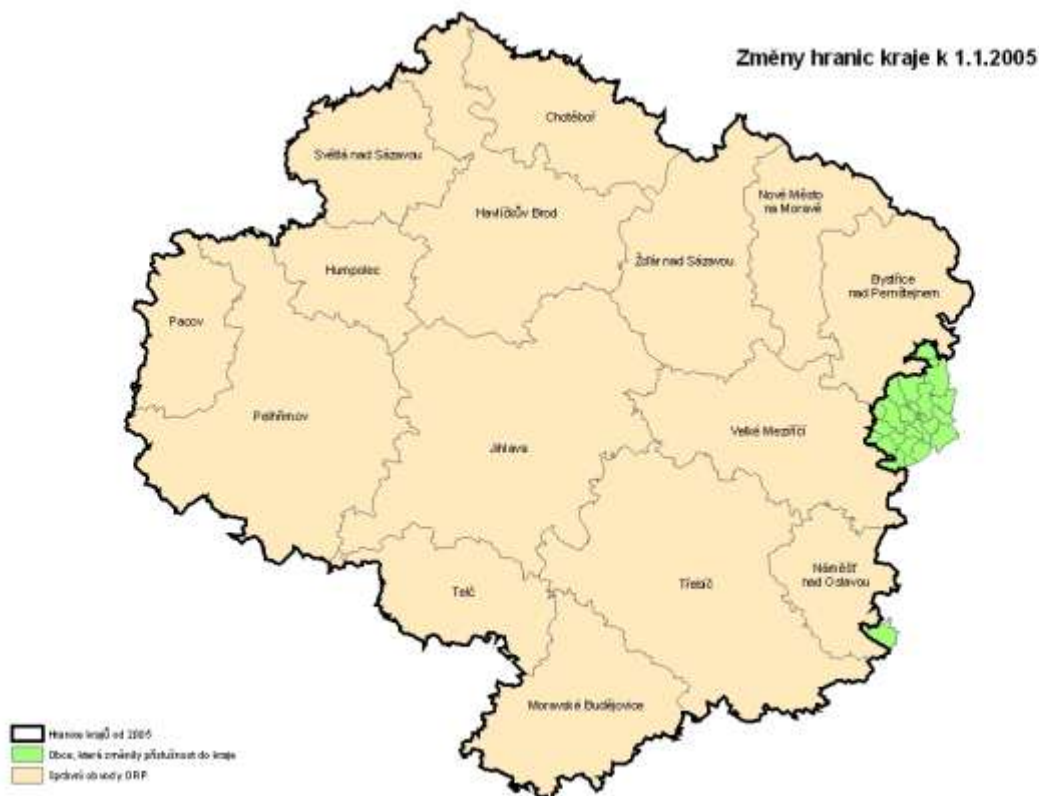 Změny hranic kraje k 1.1.2005
Chotěboř
Světlá nad Sázavou
Nové Město
na Moravě
Havlíčkův Brod
Žďár nad Sázavou
Humpolec
Bystřice
nad Pernštejnem
Pacov
Pelhřimov
Velké Meziříčí
Jihlava
Náměšť
nad Oslavou
Třebíč
Telč
Moravské Budějovice
Hranice krajů od 2005
Obce, které změnily příslušnost do kraje
Správní obvody ORP